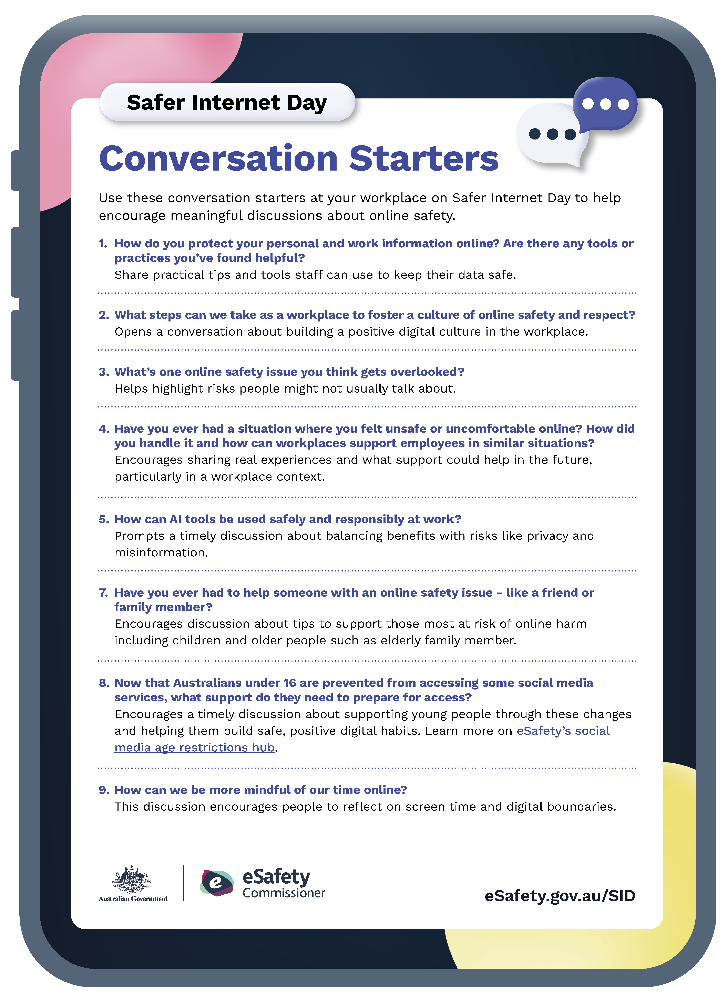 Safer Internet Day
Conversation Starters
Use these conversation starters at your workplace on Safer Internet Day to help
encourage meaningful discussions about online safety.
1. How do you protect your personal and work information online? Are there any tools or
practices you’ve found helpful?
Share practical tips and tools staff can use to keep their data safe.
2. What steps can we take as a workplace to foster a culture of online safety and respect?
Opens a conversation about building a positive digital culture in the workplace.
3. What’s one online safety issue you think gets overlooked?
Helps highlight risks people might not usually talk about.
4. Have you ever had a situation where you felt unsafe or uncomfortable online? How did
you handle it and how can workplaces support employees in similar situations?
Encourages sharing real experiences and what support could help in the future,
particularly in a workplace context.
5. How can AI tools be used safely and responsibly at work?
Prompts a timely discussion about balancing benefits with risks like privacy and
misinformation.
7. Have you ever had to help someone with an online safety issue - like a friend or
family member?
Encourages discussion about tips to support those most at risk of online harm
including children and older people such as elderly family member.
8. Now that Australians under 16 are prevented from accessing some social media
services, what support do they need to prepare for access?
Encourages a timely discussion about supporting young people through these changes
and helping them build safe, positive digital habits. Learn more on eSafety’s social
media age restrictions hub.
9. How can we be more mindful of our time online?
This discussion encourages people to reflect on screen time and digital boundaries.
Australian Government
e
eSafety
Commissioner
eSafety.gov.au/SID